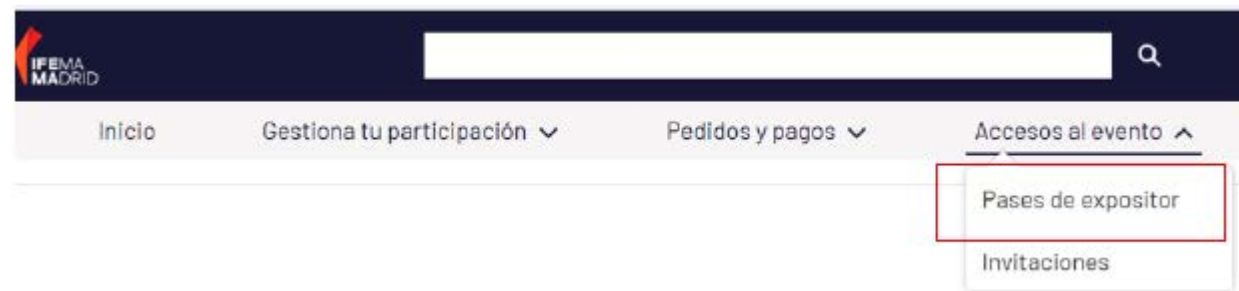 IFEMA
MADRID
Inicio
Gestiona tu participación
Pedidos y pagos
Accesos al evento
Pases de expositor
Invitaciones